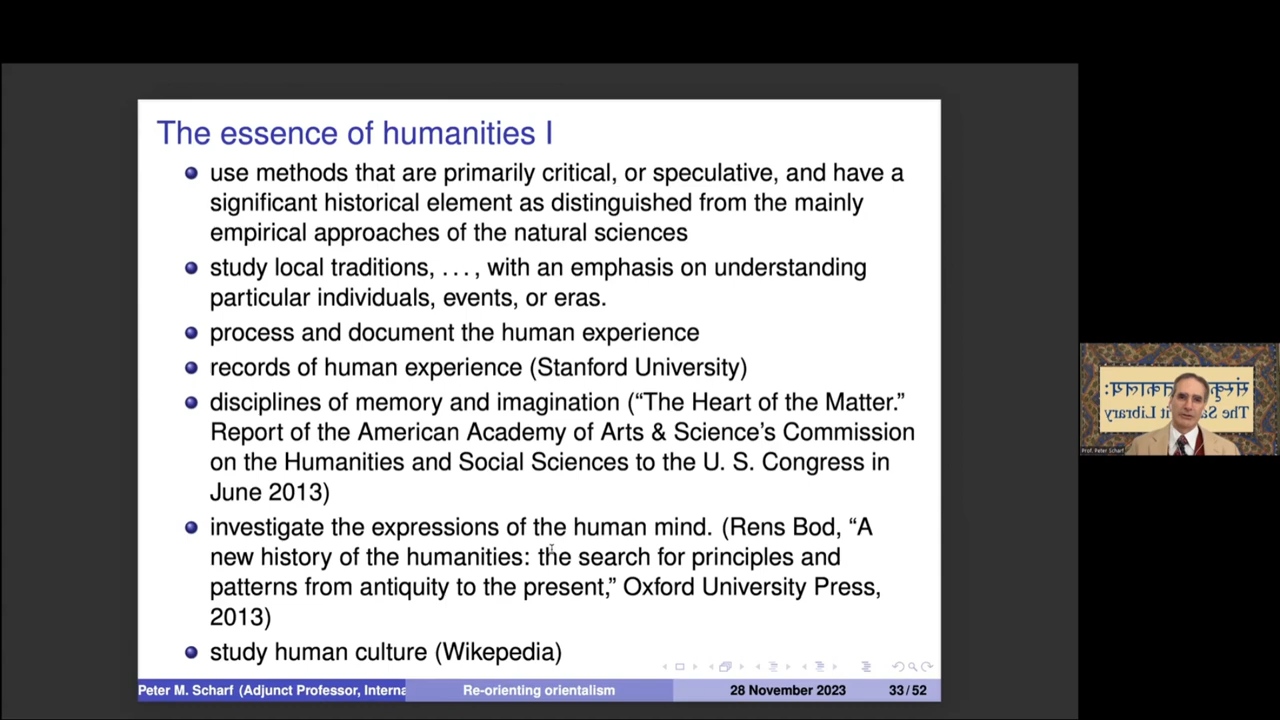 The essence of humanities I
use methods that are primarily critical, or speculative, and have a
significant historical element as distinguished from the mainly
empirical approaches of the natural sciences
study local traditions, . . . , with an emphasis on understanding
particular individuals, events, or eras.
process and document the human experience
records of human experience (Stanford University)
disciplines of memory and imagination (“The Heart of the Matter.”
Report of the American Academy of Arts & Science’s Commission
on the Humanities and Social Sciences to the U. S. Congress in
June 2013)
investigate the expressions of the human mind. (Rens Bod, “A
new history of the humanities: the search for principles and
patterns from antiquity to the present,” Oxford University Press,
2013)
study human culture (Wikepedia)
Peter M. Scharf (Adjunct Professor, Interna
Re-orienting orientalism
28 November 2023
33 / 52
The Library
Prof. Peter Scharf